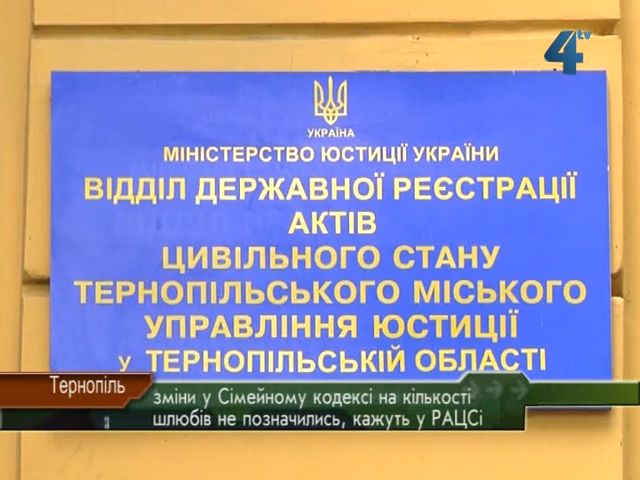 4tv
УКРАЇНА
МІНІСТЕРСТВО ЮСТИЦІЇ УКРАЇНИ
ВІДДІЛ ДЕРЖАВНОЇ РЕЄСТРАЦІЇ
АКТІВ
ЦИВІЛЬНОГО СТАНУ
ТЕРНОПІЛЬСЬКОГО МІСЬКОГО
УПРАВЛІННЯ ЮСТИЦІЇ
У ТЕРНОПІЛЬСЬКІЙ ОБЛАСТІ
Тернопіль
зміни у Сімейному кодексі на кількості
шлюбів не позначились, кажуть у РАЦСі